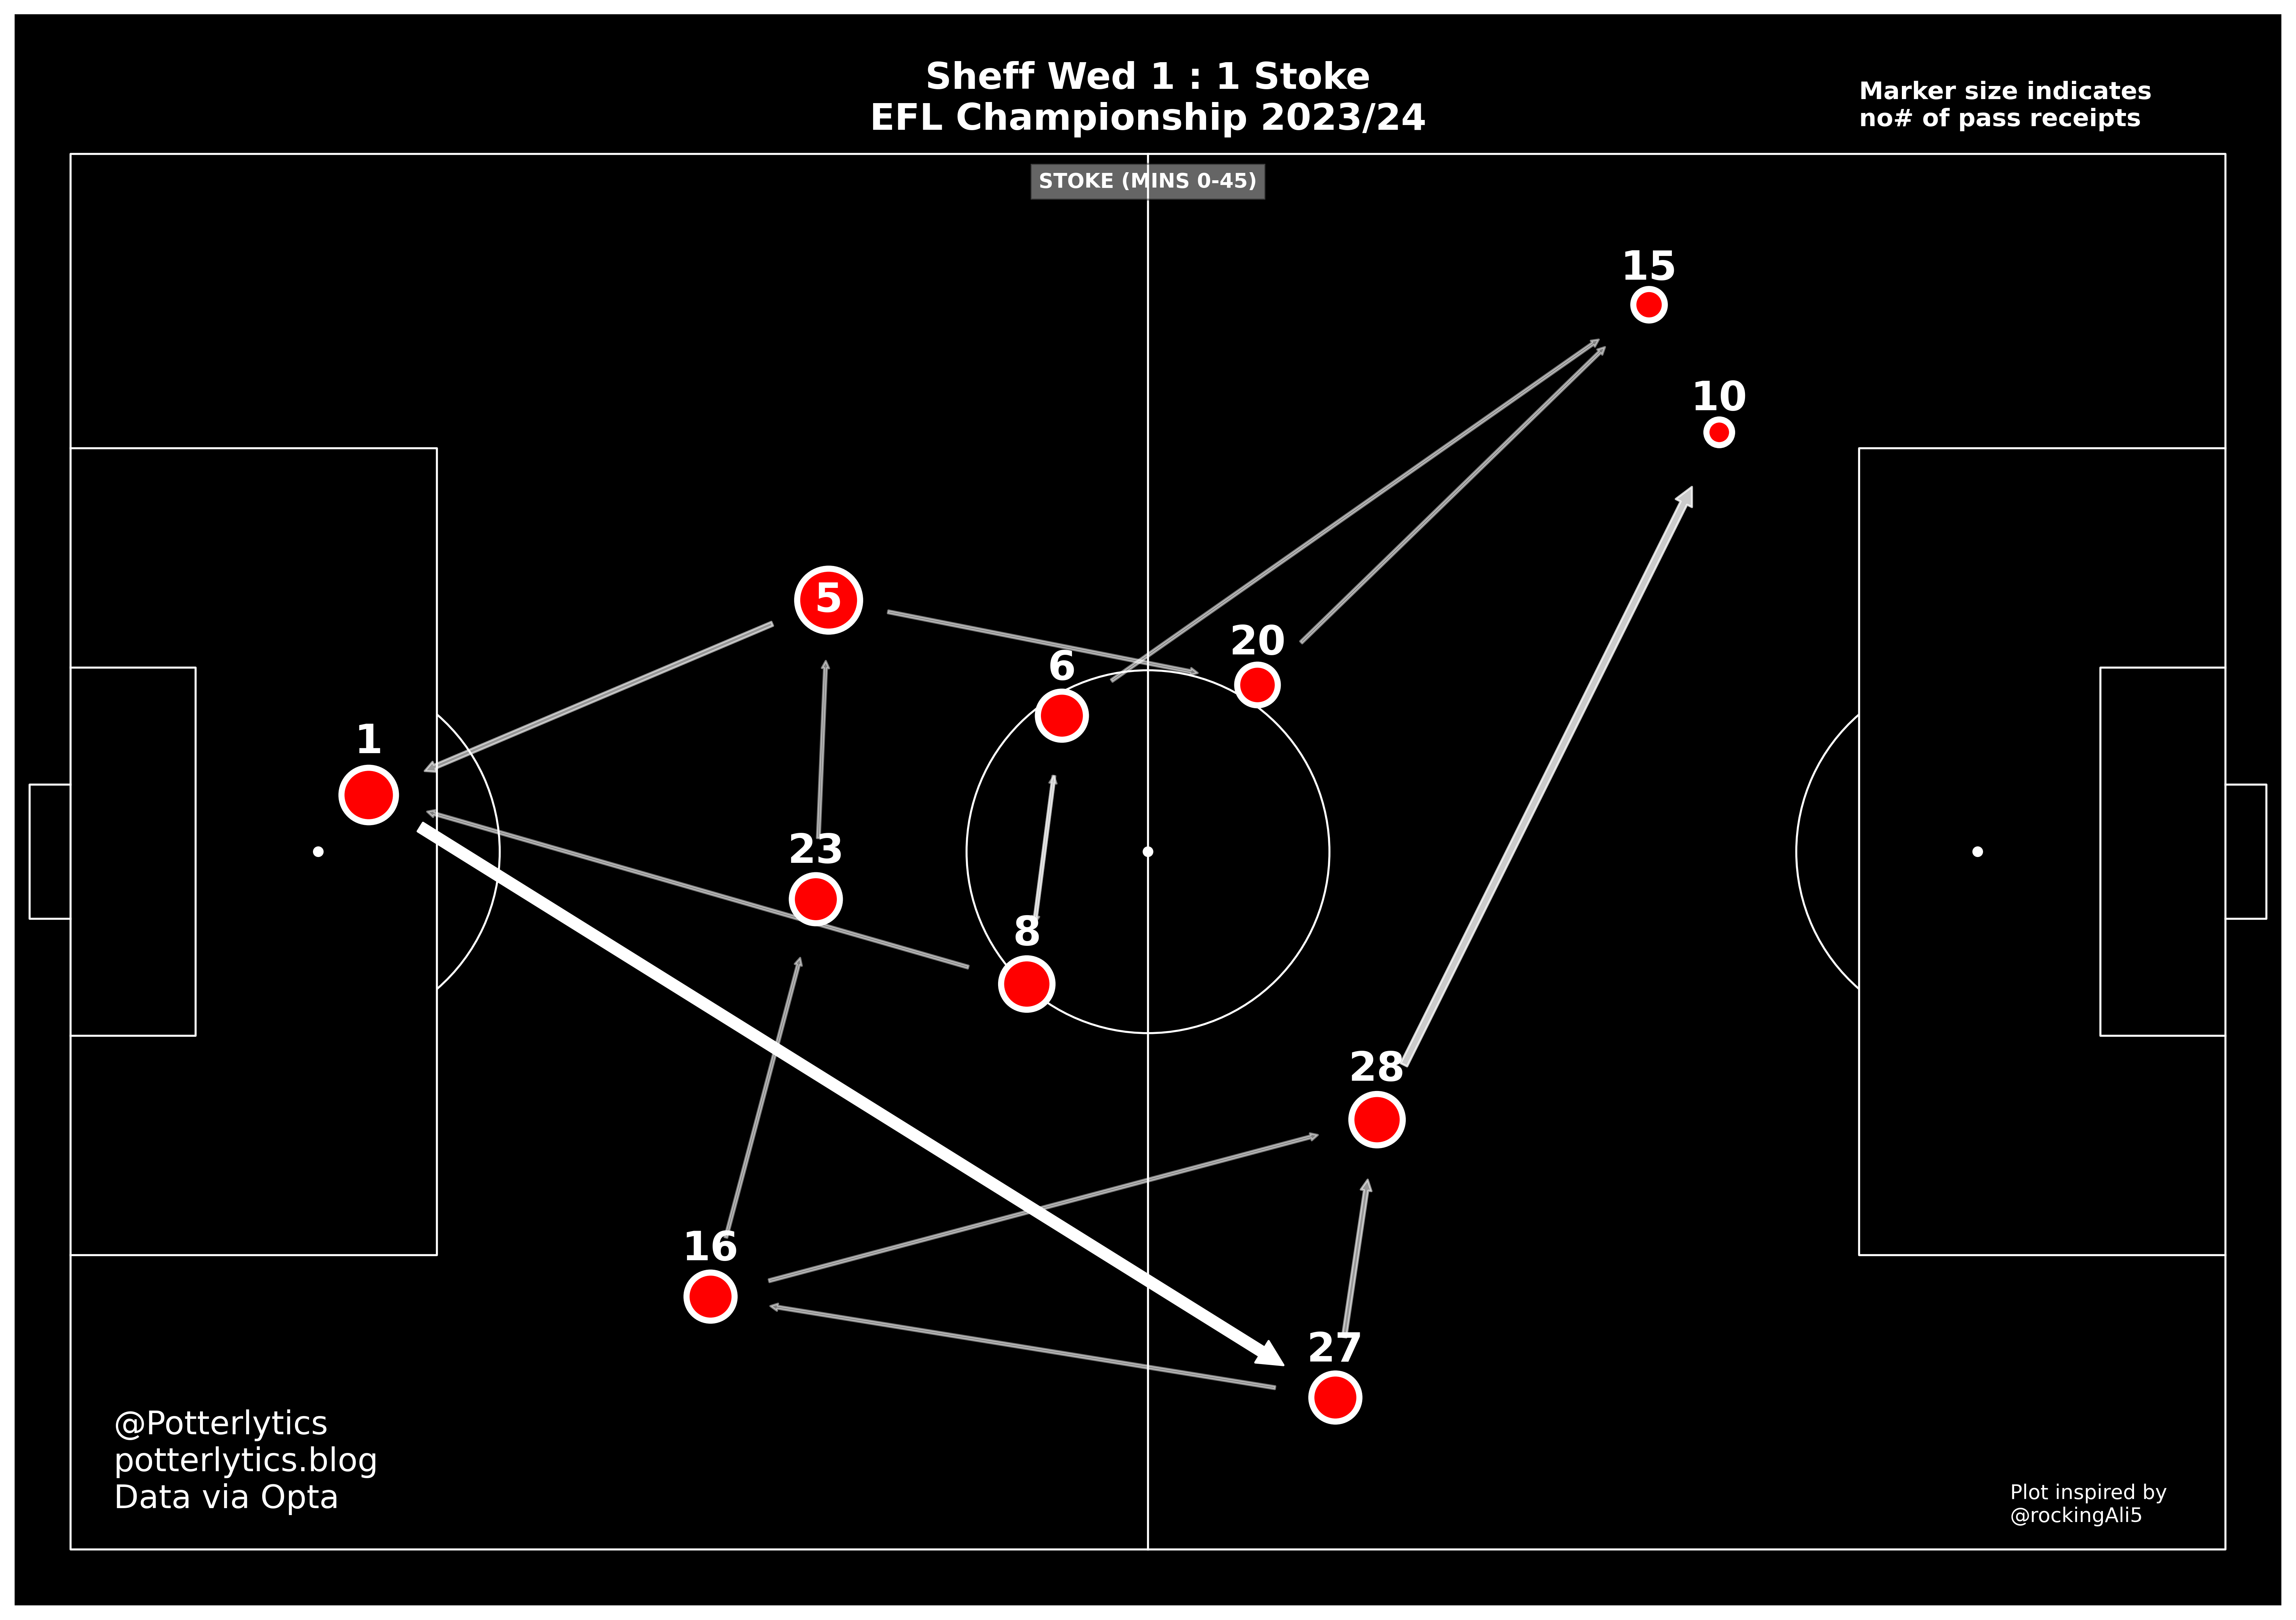 Sheff Wed 1 : 1 Stoke
EFL Championship 2023/24
Marker size indicates
no# of pass receipts
STOKE (MINS 0-45)
15
10
5
20
6
1
23
8
28
16
27
@Potterlytics
potterlytics.blog
Data via Opta
Plot inspired by
@rockingAli5